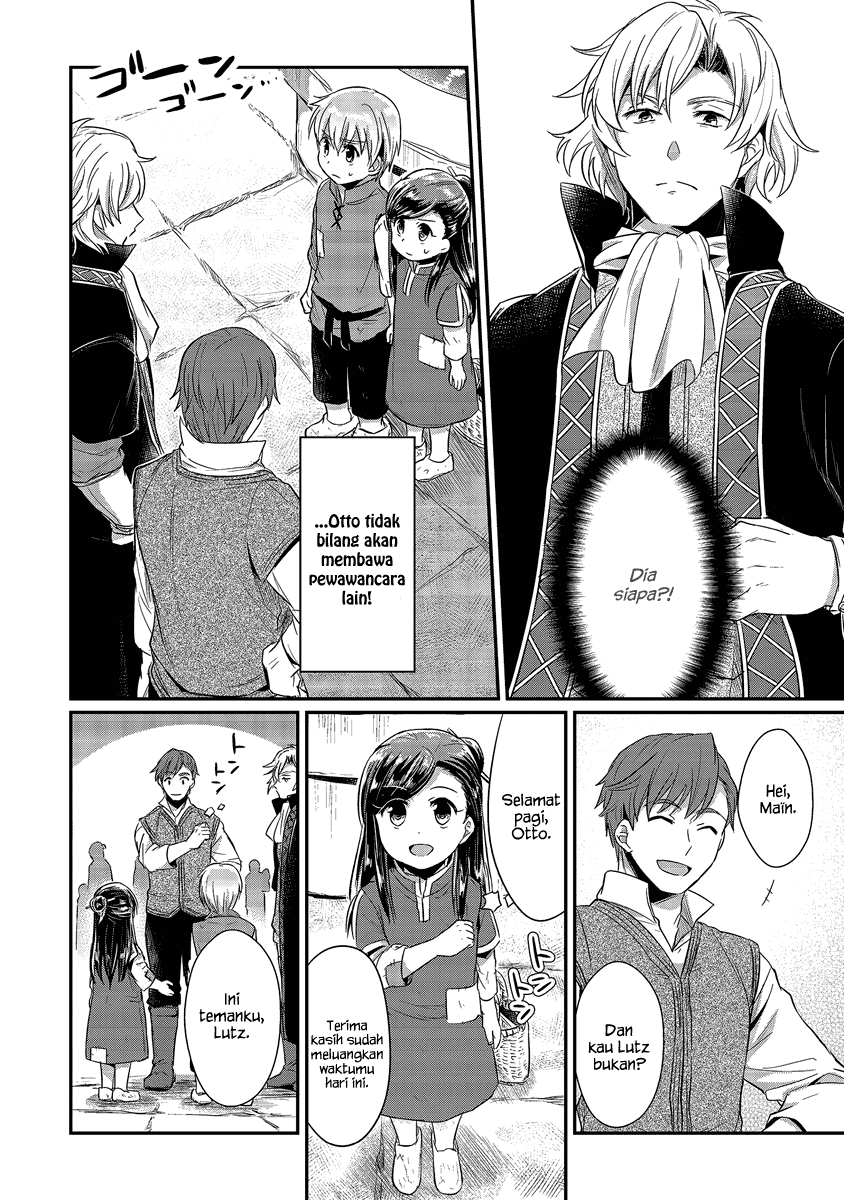 Dia
siapa?!
ゴーン
ゴーン
...Otto tidak
bilang akan
membawa
pewawancara
lain!
Hei,
Maïn.
Dan
kau Lutz
bukan?
Selamat
pagi,
Otto.
トン
トン
Terima
kasih sudah
meluangkan
waktumu
hari ini.
トン
トン
Ini
temanku,
Lutz.